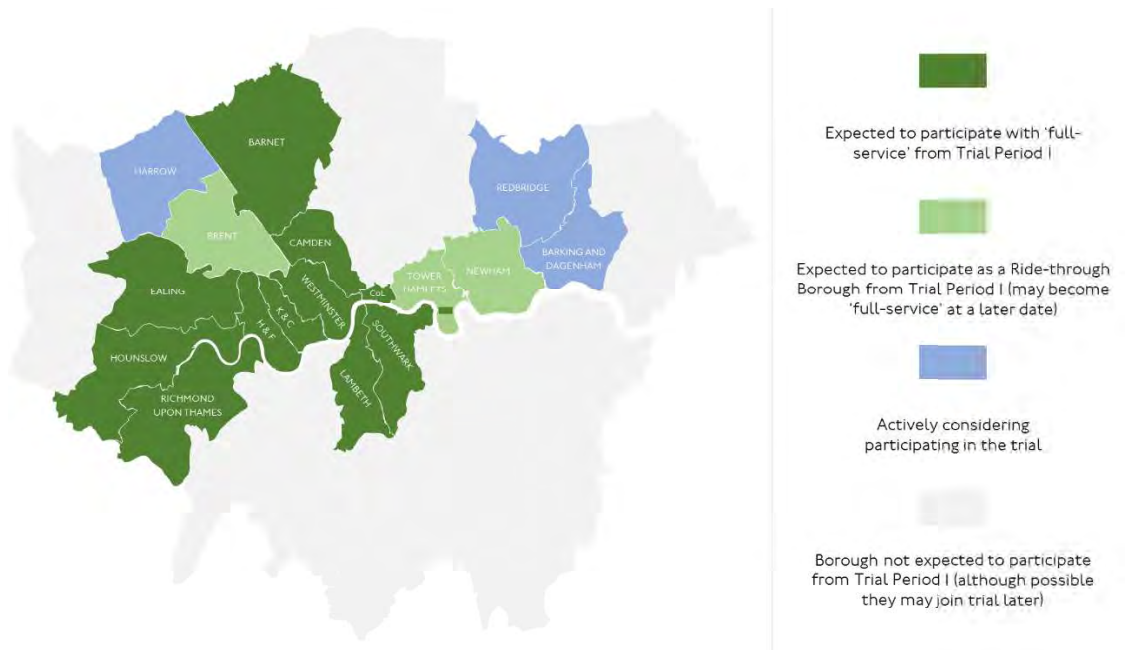 BARNET
HARROW
REDBRIDGE
BRENT
CAMDEN
BARKING AND
DAGENHAM
TOWER
HAMLETS
NEWHAM
EALING
WESTMINSTER
CoL
K & C
H & F
SOUTHWARK
HOUNSLOW
LAMBETH
RICHMOND
UPON THAMES
Expected to participate with ‘full-
service’ from Trial Period 1
Expected to participate as a Ride-through
Borough from Trial Period 1 (may become
‘full-service’ at a later date)
Actively considering
participating in the trial
Borough not expected to participate
from Trial Period 1 (although possible
they may join trial later)